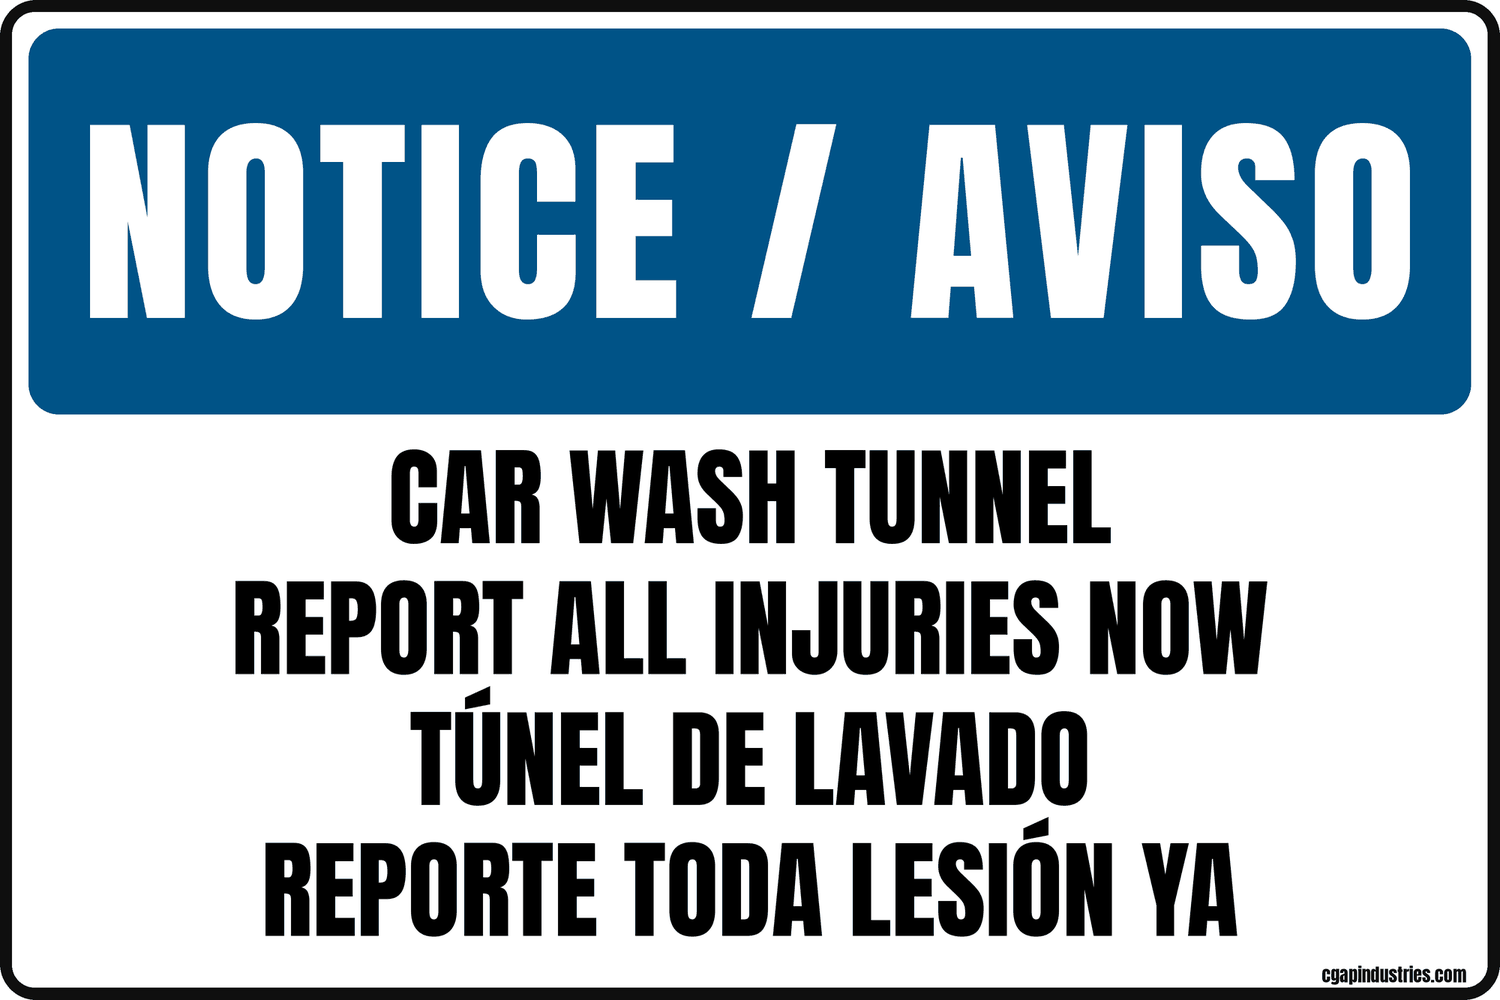 NOTICE / AVISO
CAR WASH TUNNEL
REPORT ALL INJURIES NOW
TÚNEL DE LAVADO
REPORTE TODA LESIÓN YA
cgapindustries.com